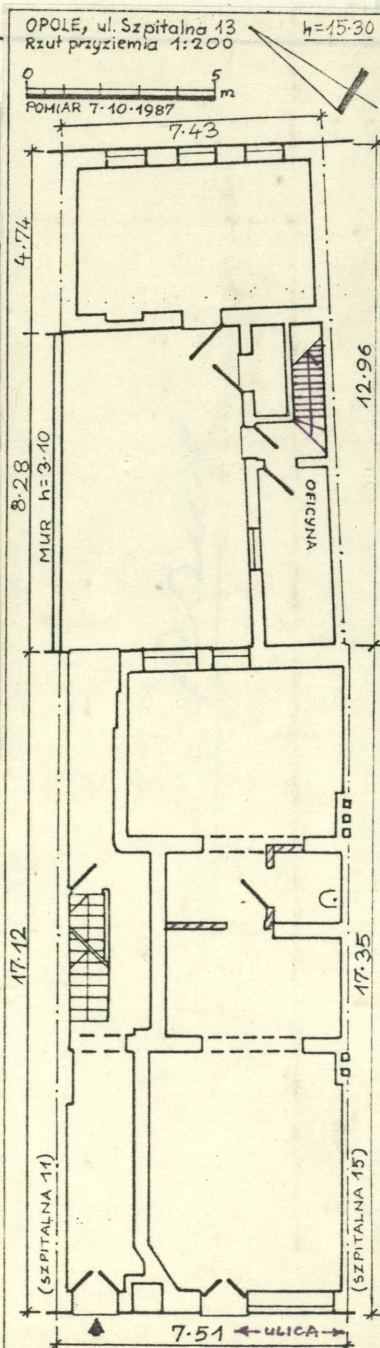 OPOLE, ul. Szpitalna 13
Rzut przyziemia 1:200
h=15·30
0 5 m
POMIAR 7·10·1987
7.43
4.74
12.96
8.28
MUR h=3·10
OFICYNA
17.12
17.35
(SZPITALNA 11)
(SZPITALNA 15)
7.51 ULICA